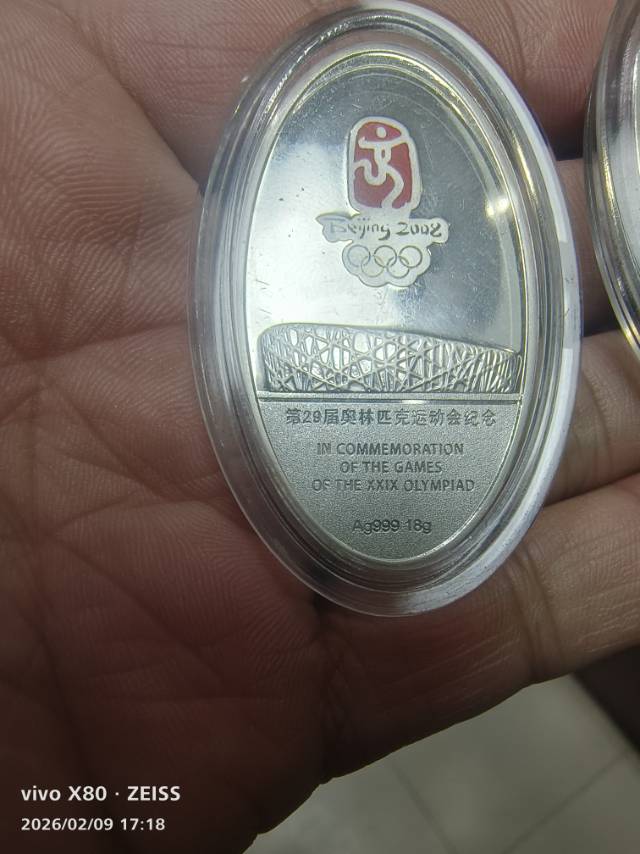 Beijing 2008
第29届奥林匹克运动会纪念
IN COMMEMORATION
OF THE GAMES
OF THE XXIX OLYMPIAD
Ag999 18g
vivo X80 · ZEISS
2026/02/09 17:18